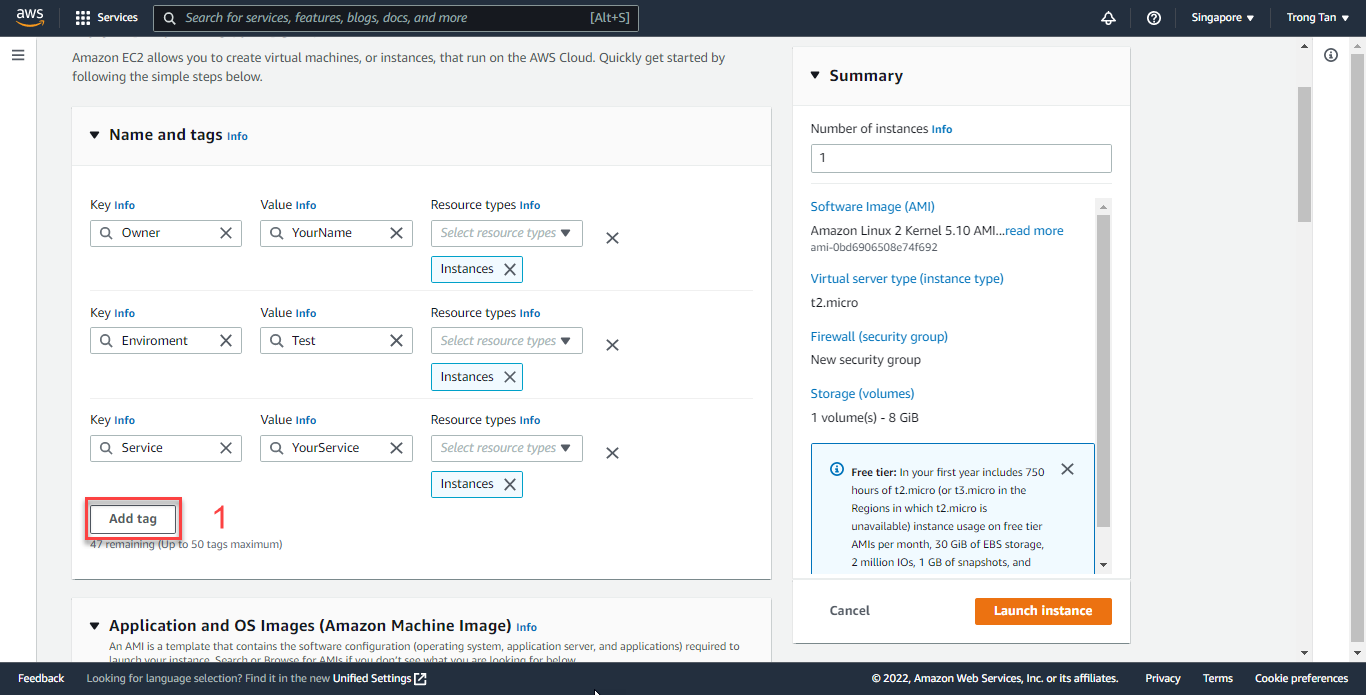 aws Services Search for services, features, blogs, docs, and more [Alt+S] Singapore Trong Tan
Amazon EC2 allows you to create virtual machines, or instances, that run on the AWS Cloud. Quickly get started by
following the simple steps below.
Name and tags Info
Key Info Value Info Resource types Info
Owner YourName Select resource types
Instances
Key Info Value Info Resource types Info
Enviroment Test Select resource types
Instances
Key Info Value Info Resource types Info
Service YourService Select resource types
Instances
Add tag 1
47 remaining (Up to 50 tags maximum)
Application and OS Images (Amazon Machine Image) Info
An AMI is a template that contains the software configuration (operating system, application server, and applications) required to
launch your instance. Search or Browse for AMIs if you don't see what you are looking for below
Summary
Number of instances Info
1
Software Image (AMI)
Amazon Linux 2 Kernel 5.10 AMI...read more
ami-0bd6906508e74f692
Virtual server type (instance type)
t2.micro
Firewall (security group)
New security group
Storage (volumes)
1 volume(s) - 8 GiB
Free tier: In your first year includes 750
hours of t2.micro (or t3.micro in the
Regions in which t2.micro is
unavailable) instance usage on free tier
AMIs per month, 30 GiB of EBS storage,
2 million IOs, 1 GB of snapshots, and
Cancel Launch instance
Feedback Looking for language selection? Find it in the new Unified Settings © 2022, Amazon Web Services, Inc. or its affiliates. Privacy Terms Cookie preferences